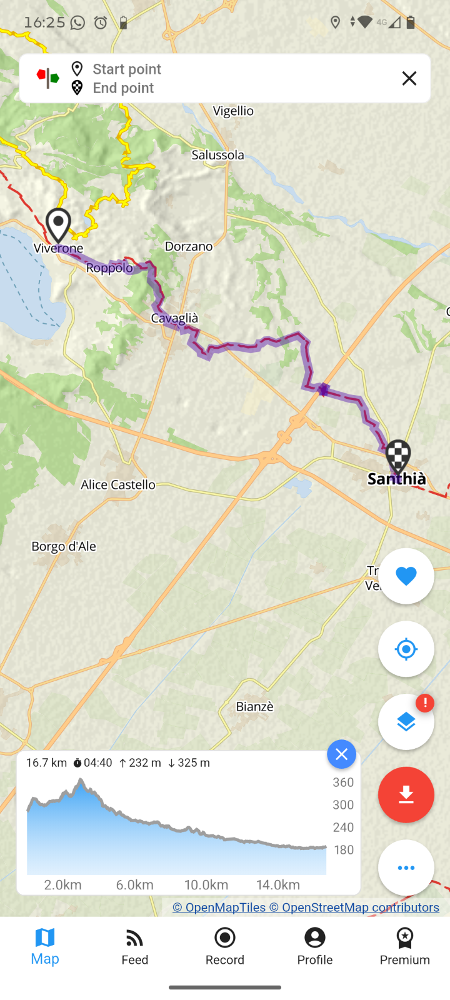 16:25
4G
Start point
End point
Vigellio
Salussola
Viverone
Dorzano
Roppolo
Cavaglià
Santhià
Alice Castello
Borgo d'Ale
Bianzè
!
16.7 km 04:40 ↑ 232 m ↓ 325 m
360
300
240
180
2.0km 6.0km 10.0km 14.0km
© OpenMapTiles © OpenStreetMap contributors
Map Feed Record Profile Premium